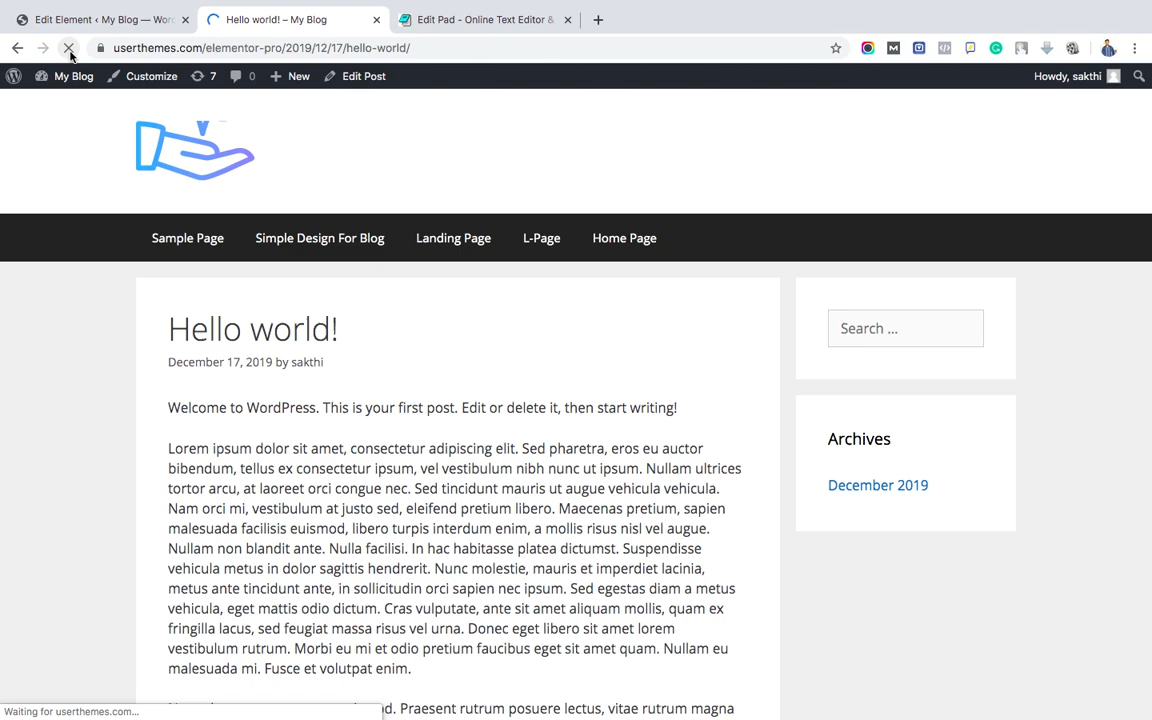 Edit Element ‹ My Blog — Wor
Hello world! – My Blog
Edit Pad - Online Text Editor &
userthemes.com/elementor-pro/2019/12/17/hello-world/
My Blog
Customize
7
0
New
Edit Post
Howdy, sakthi
Sample Page
Simple Design For Blog
Landing Page
L-Page
Home Page
Hello world!
December 17, 2019 by sakthi
Welcome to WordPress. This is your first post. Edit or delete it, then start writing!
Lorem ipsum dolor sit amet, consectetur adipiscing elit. Sed pharetra, eros eu auctor
bibendum, tellus ex consectetur ipsum, vel vestibulum nibh nunc ut ipsum. Nullam ultrices
tortor arcu, at laoreet orci congue nec. Sed tincidunt mauris ut augue vehicula vehicula.
Nam orci mi, vestibulum at justo sed, eleifend pretium libero. Maecenas pretium, sapien
malesuada facilisis euismod, libero turpis interdum enim, a mollis risus nisl vel augue.
Nullam non blandit ante. Nulla facilisi. In hac habitasse platea dictumst. Suspendisse
vehicula metus in dolor sagittis hendrerit. Nunc molestie, mauris et imperdiet lacinia,
metus ante tincidunt ante, in sollicitudin orci sapien nec ipsum. Sed egestas diam a metus
vehicula, eget mattis odio dictum. Cras vulputate, ante sit amet aliquam mollis, quam ex
fringilla lacus, sed feugiat massa risus vel urna. Donec eget libero sit amet lorem
vestibulum rutrum. Morbi eu mi et odio pretium faucibus eget sit amet quam. Nullam eu
malesuada mi. Fusce et volutpat enim.
Praesent rutrum posuere lectus, vitae rutrum magna
Search …
Archives
December 2019
Waiting for userthemes.com...